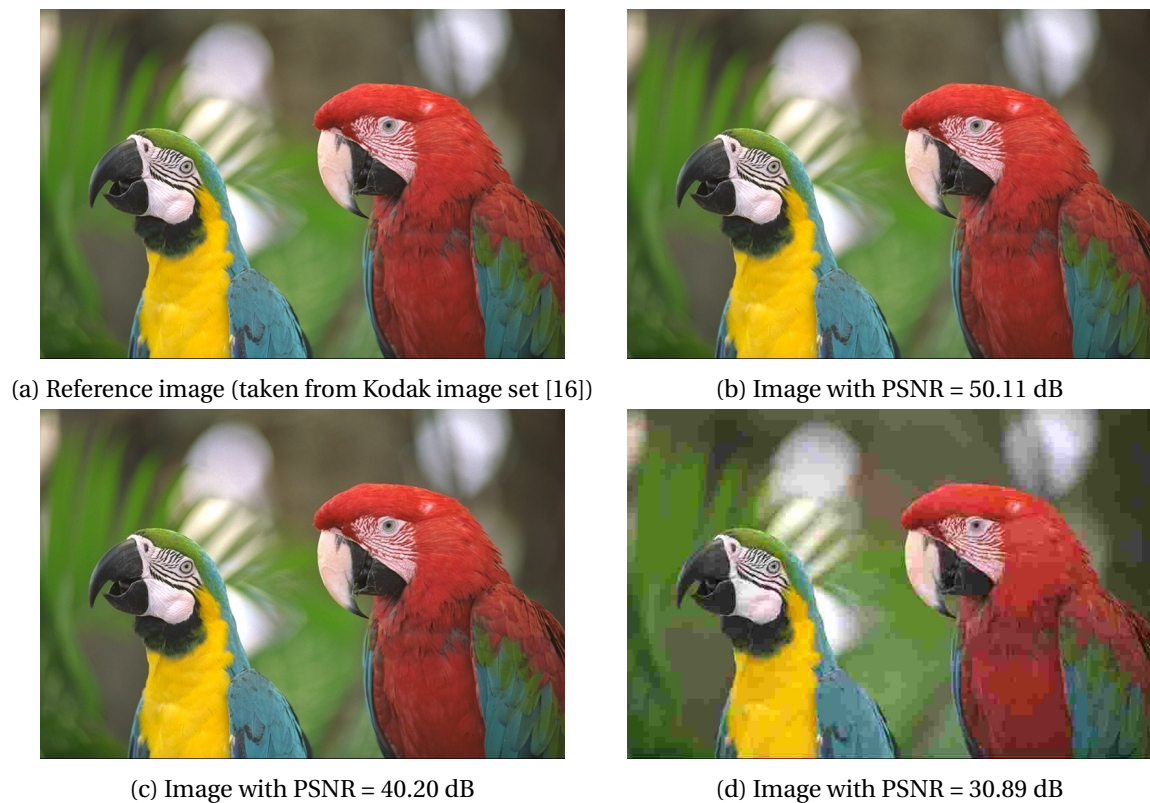 (a) Reference image (taken from Kodak image set [16])
(b) Image with PSNR = 50.11 dB
(c) Image with PSNR = 40.20 dB
(d) Image with PSNR = 30.89 dB